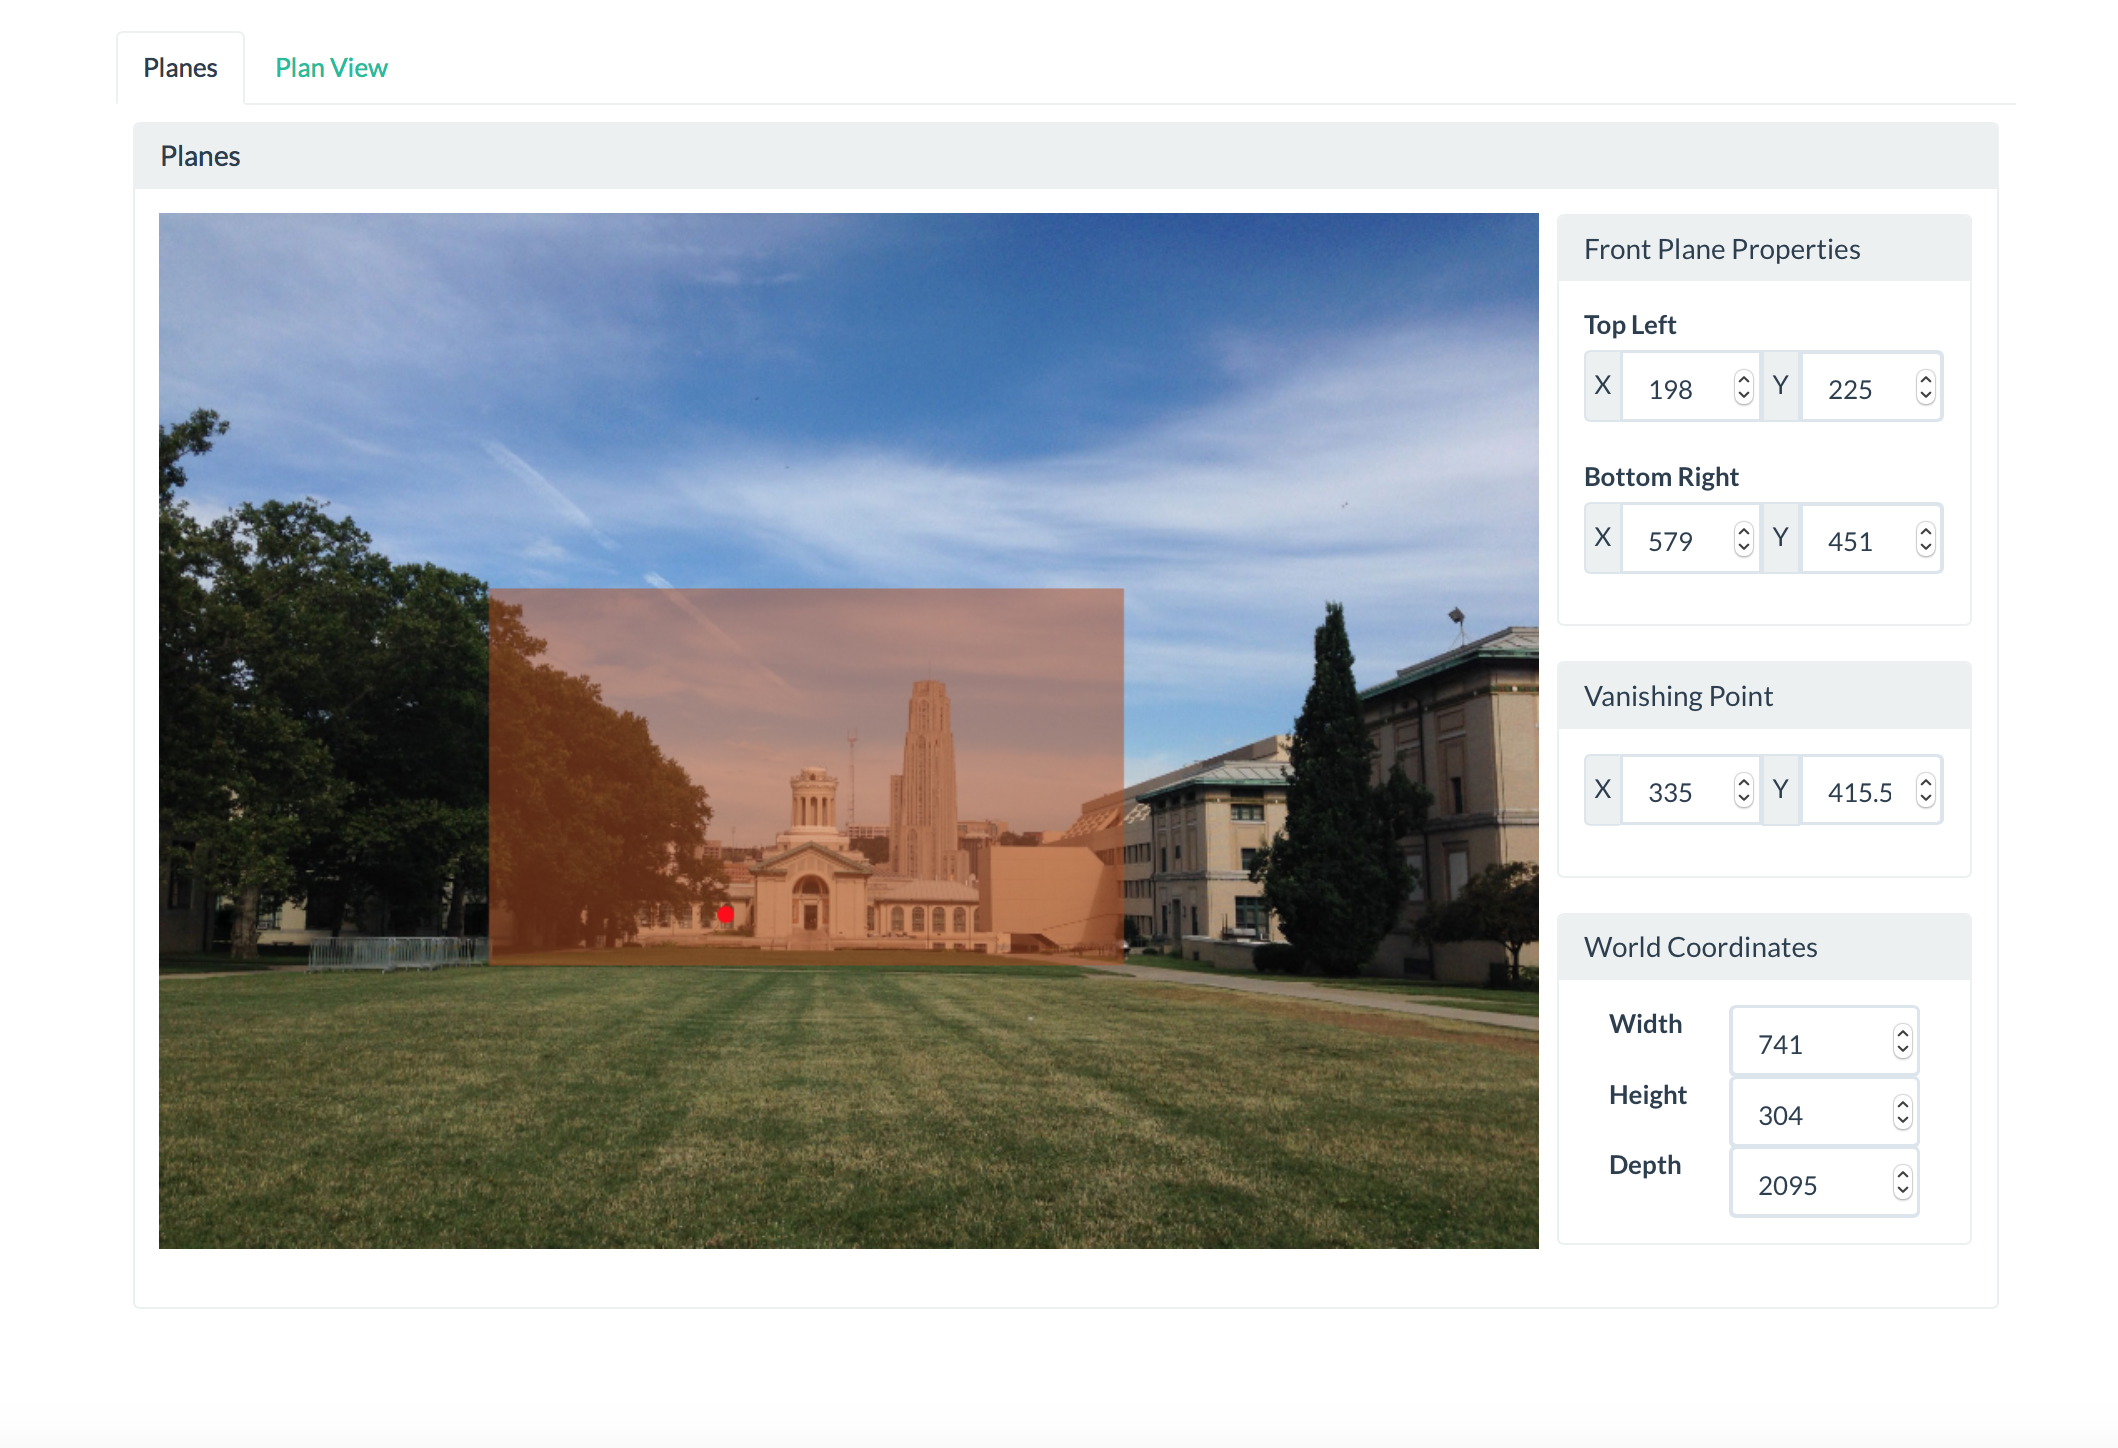 Planes
Plan View
Planes
Front Plane Properties
Top Left
X 198 Y 225
Bottom Right
X 579 Y 451
Vanishing Point
X 335 Y 415.5
World Coordinates
Width 741
Height 304
Depth 2095